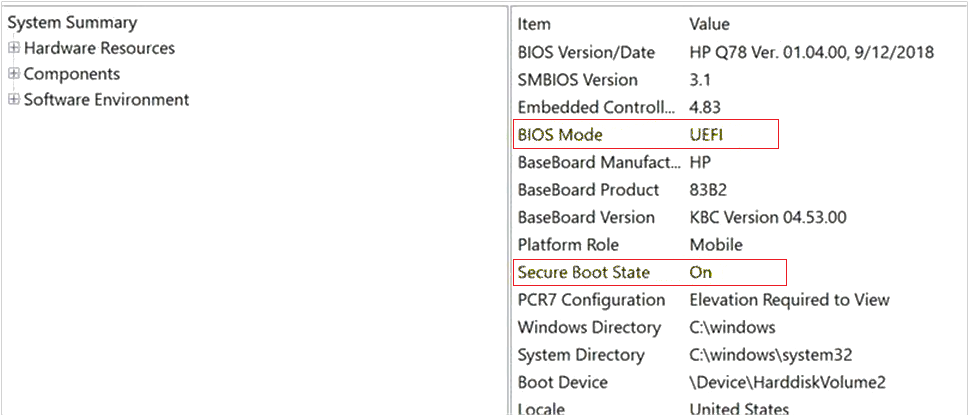 System Summary
Hardware Resources
Components
Software Environment
Item Value
BIOS Version/Date HP Q78 Ver. 01.04.00, 9/12/2018
SMBIOS Version 3.1
Embedded Controll... 4.83
BIOS Mode UEFI
BaseBoard Manufact... HP
BaseBoard Product 83B2
BaseBoard Version KBC Version 04.53.00
Platform Role Mobile
Secure Boot State On
PCR7 Configuration Elevation Required to View
Windows Directory C:\windows
System Directory C:\windows\system32
Boot Device \Device\HarddiskVolume2
Locale United States